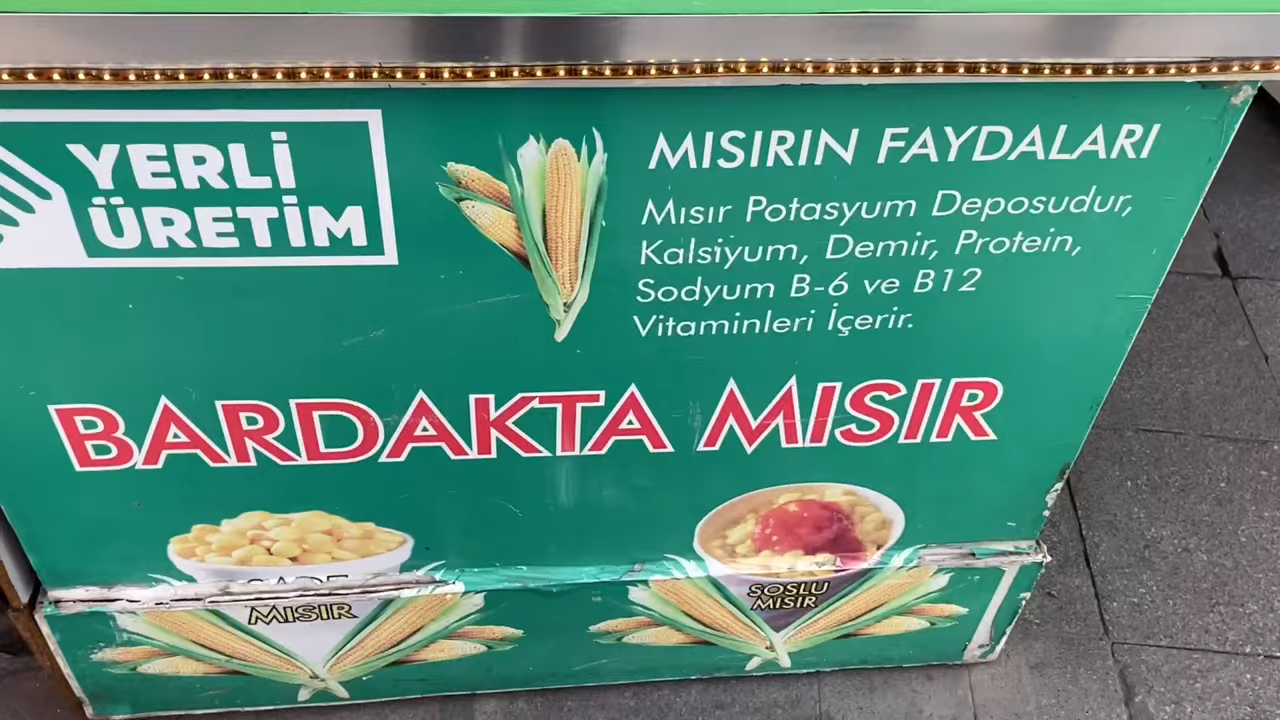 YERLİ
ÜRETİM
MISIRIN FAYDALARI
Mısır Potasyum Deposudur,
Kalsiyum, Demir, Protein,
Sodyum B-6 ve B12
Vitaminleri İçerir.
BARDAKTA MISIR
MISIR
SOSLU
MISIR